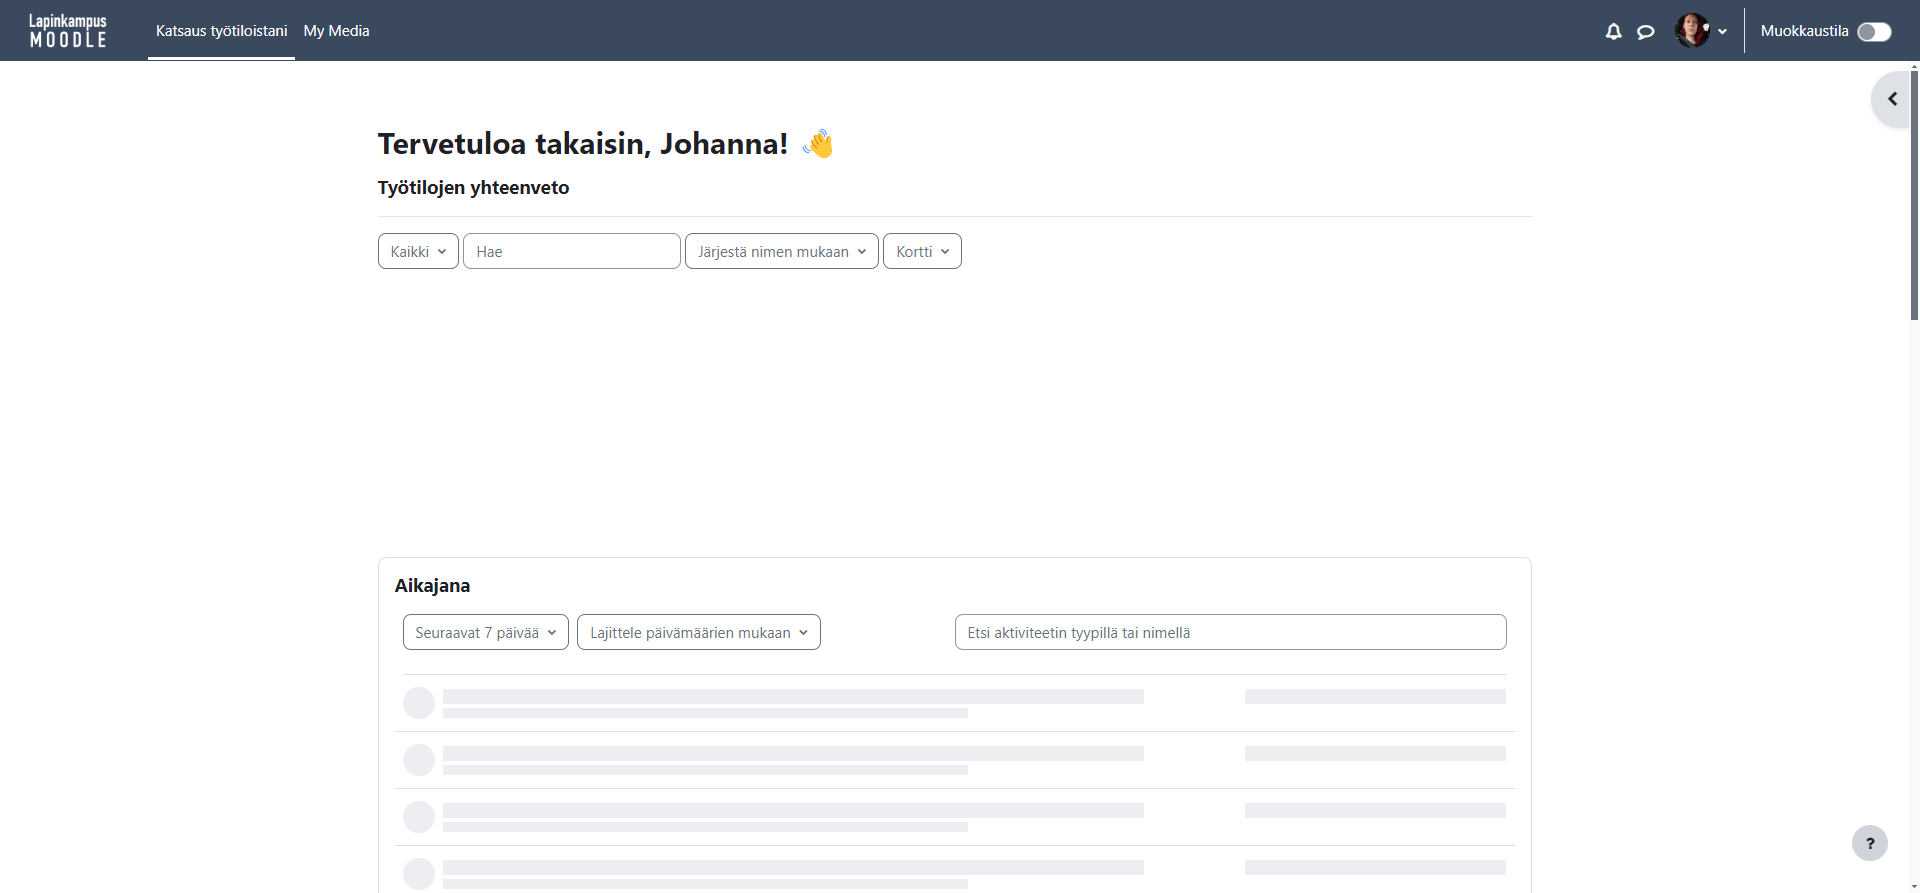 Lapinkampus
MOODLE
Katsaus työtiloistani
My Media
Muokkaustila
Tervetuloa takaisin, Johanna! 👋
Työtilojen yhteenveto
Kaikki
Hae
Järjestä nimen mukaan
Kortti
Aikajana
Seuraavat 7 päivää
Lajittele päivämäärien mukaan
Etsi aktiviteetin tyypillä tai nimellä
?